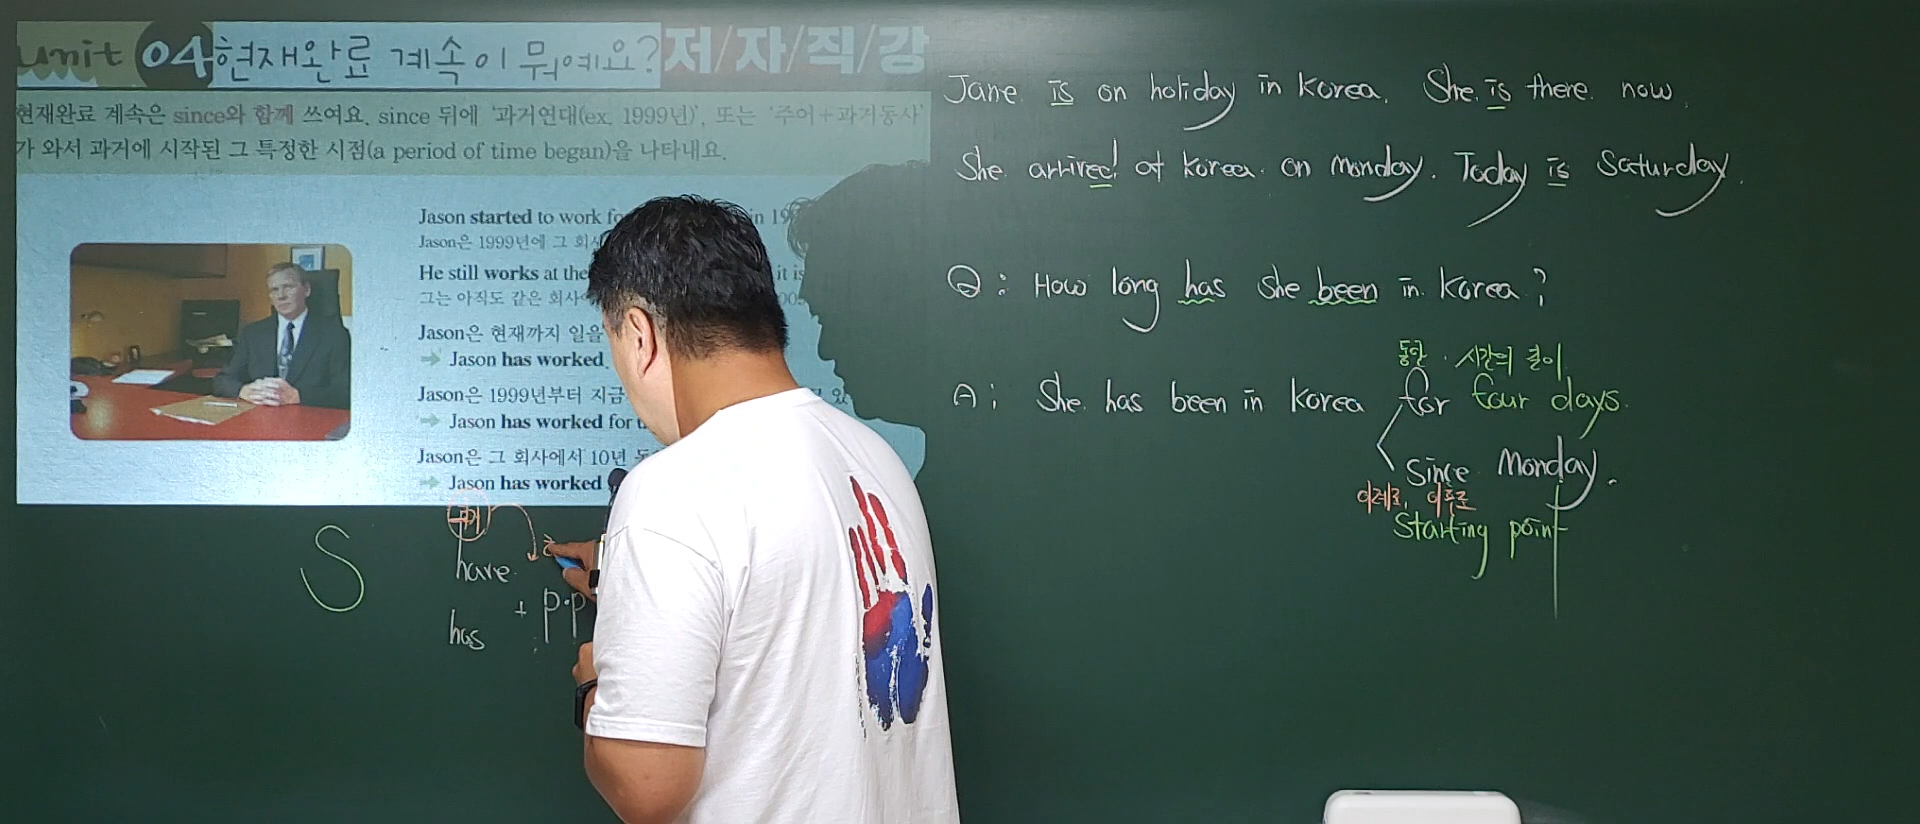 unit 04 현재완료 계속이 뭐예요? 저/자/직/강
현재완료 계속은 since와 함께 쓰여요. since 뒤에 '과거연대(ex. 1999년)', 또는 '주어+과거동사'
가 와서 과거에 시작된 그 특정한 시점(a period of time began)을 나타내요.
Jason started to work in
Jason은 1999년에 그
He still works at the it is
그는 아직도 같은
Jason은 현재까지 일을
→ Jason has worked
Jason은 1999년부터
→ Jason has worked for
Jason은 그 회사에서 10년
→ Jason has worked
S
have
has
+ p.p
Jane is on holiday in Korea. She is there now.
She arrived at Korea on Monday. Today is Saturday.
Q: How long has she been in Korea?
동안 · 시간의 길이
A: She has been in Korea for four days.
Since Monday.
이래로, 이후로
Starting point